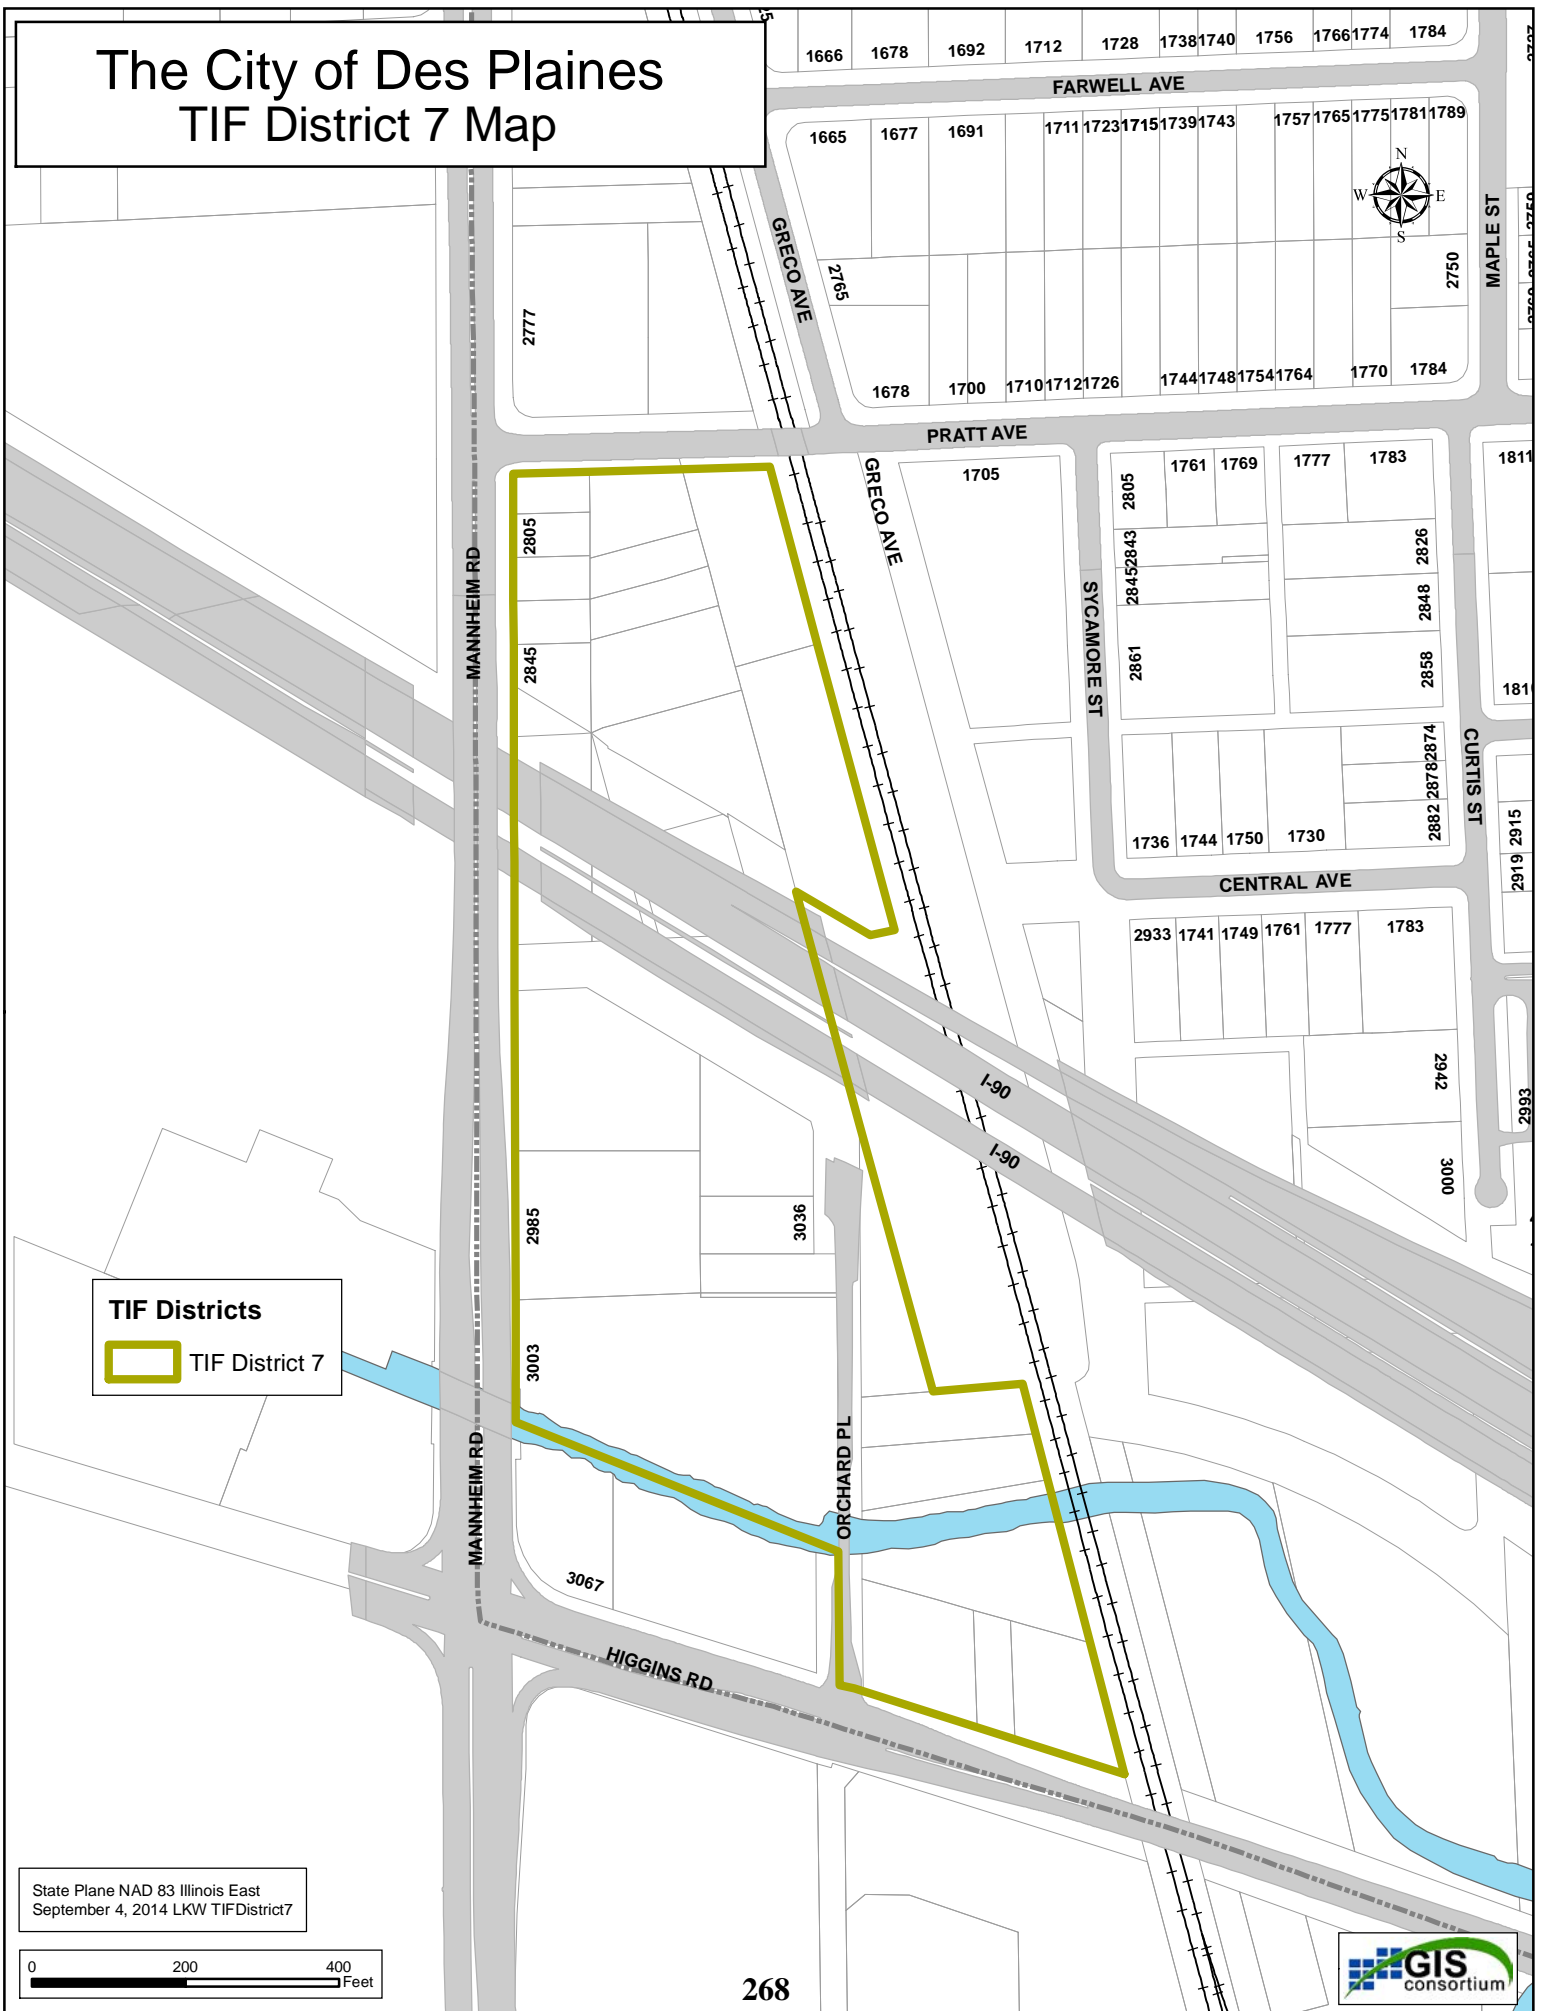 The City of Des Plaines
TIF District 7 Map
1666 1678 1692 1712 1728 1738 1740 1756 1766 1774 1784
FARWELL AVE
1665 1677 1691 1711 1723 1715 1739 1743 1757 1765 1775 1781 1789
N
W E
S
MAPLE ST
GRECO AVE
2765
2750
2777
1678 1700 1710 1712 1726 1744 1748 1754 1764 1770 1784
PRATT AVE
GRECO AVE
1705
2805 1761 1769 1777 1783 1811
2805
2843
2845
2826
MANNHEIM RD
2845
SYCAMORE ST
2848
2861
2858
CURTIS ST
2874
2878
2882
1736 1744 1750 1730
2915
2919
CENTRAL AVE
2933 1741 1749 1761 1777 1783
I-90
I-90
2942
2993
3000
2985
3036
TIF Districts
TIF District 7
3003
MANNHEIM RD
ORCHARD PL
3067
HIGGINS RD
State Plane NAD 83 Illinois East
September 4, 2014 LKW TIFDistrict7
0 200 400
Feet
268
GIS
consortium